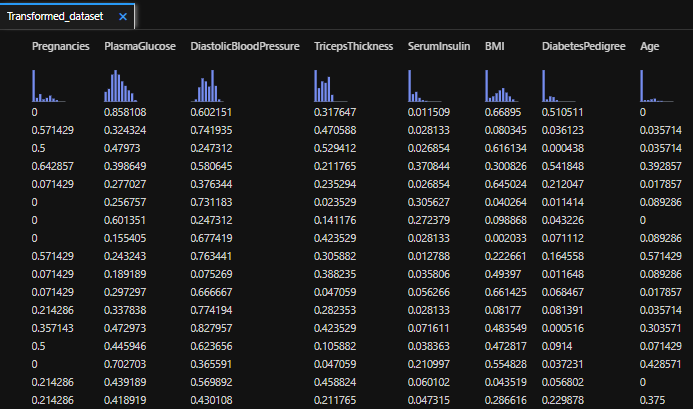 Transformed_dataset ×
Pregnancies PlasmaGlucose DiastolicBloodPressure TricepsThickness SerumInsulin BMI DiabetesPedigree Age
0 0.858108 0.602151 0.317647 0.011509 0.66895 0.510511 0
0.571429 0.324324 0.741935 0.470588 0.028133 0.080345 0.036123 0.035714
0.5 0.47973 0.247312 0.529412 0.026854 0.616134 0.000438 0.035714
0.642857 0.398649 0.580645 0.211765 0.370844 0.300826 0.541848 0.392857
0.071429 0.277027 0.376344 0.235294 0.026854 0.645024 0.212047 0.017857
0 0.256757 0.731183 0.023529 0.305627 0.040264 0.011414 0.089286
0 0.601351 0.247312 0.141176 0.272379 0.098868 0.043226 0
0 0.155405 0.677419 0.423529 0.028133 0.002033 0.071112 0.089286
0.571429 0.243243 0.763441 0.305882 0.012788 0.222661 0.164558 0.571429
0.071429 0.189189 0.075269 0.388235 0.035806 0.49397 0.011648 0.089286
0.071429 0.297297 0.666667 0.047059 0.056266 0.661425 0.068467 0.017857
0.214286 0.337838 0.774194 0.282353 0.028133 0.08177 0.081391 0.035714
0.357143 0.472973 0.827957 0.423529 0.071611 0.483549 0.000516 0.303571
0.5 0.445946 0.623656 0.105882 0.038363 0.472817 0.0914 0.071429
0 0.702703 0.365591 0.047059 0.210997 0.554828 0.037231 0.428571
0.214286 0.439189 0.569892 0.458824 0.060102 0.043519 0.056802 0
0.214286 0.418919 0.430108 0.211765 0.047315 0.286616 0.229878 0.375